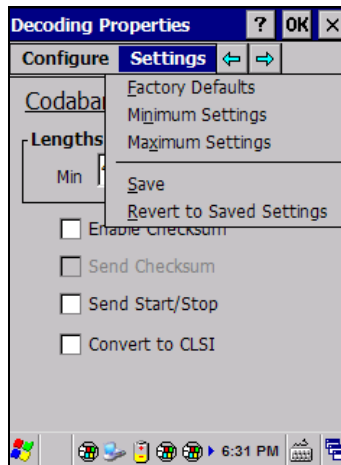 Decoding Properties ? OK ×
Configure Settings
Codabar
Factory Defaults
Minimum Settings
Lengths
Maximum Settings
Min
Save
Revert to Saved Settings
Enable Checksum
Send Checksum
Send Start/Stop
Convert to CLSI
6:31 PM